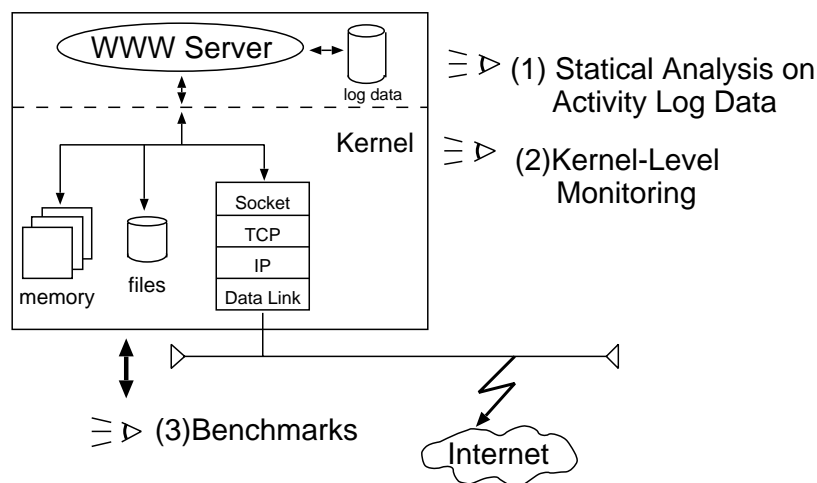 WWW Server
log data
(1) Statical Analysis on
Activity Log Data
Kernel
(2)Kernel-Level
Monitoring
Socket
TCP
IP
Data Link
memory
files
(3)Benchmarks
Internet